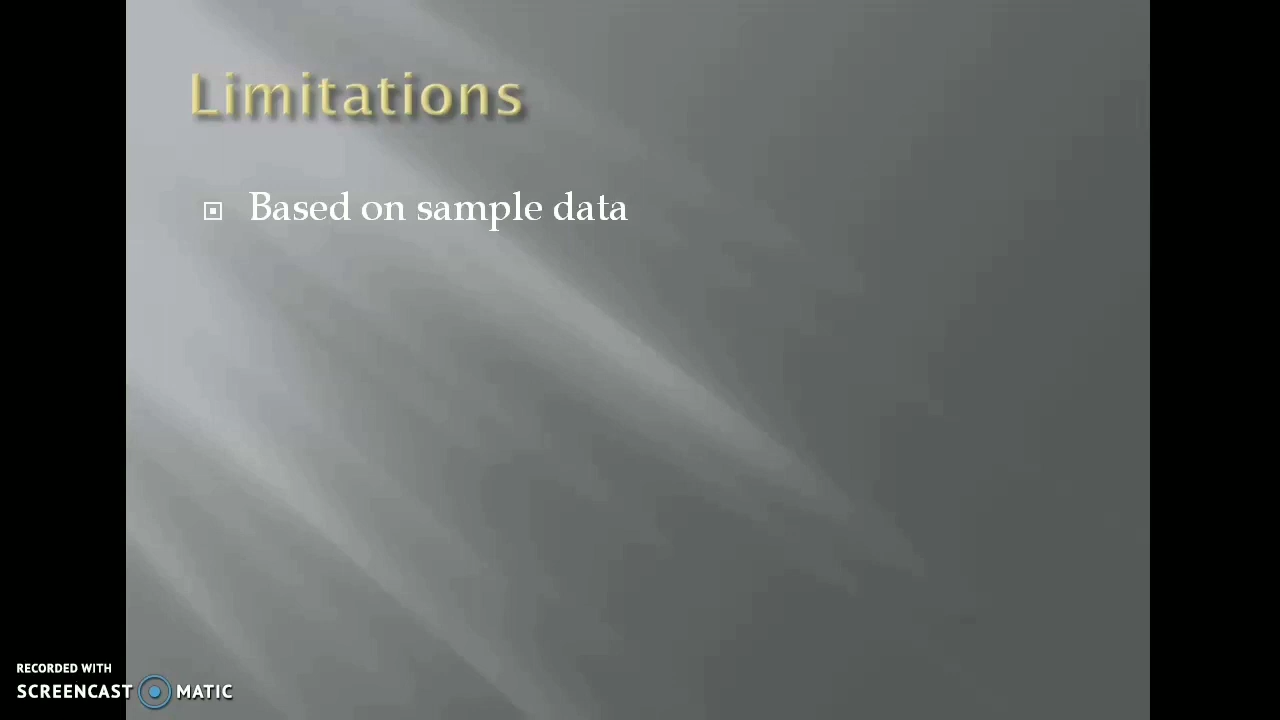 Limitations
Based on sample data
RECORDED WITH
SCREENCAST MATIC